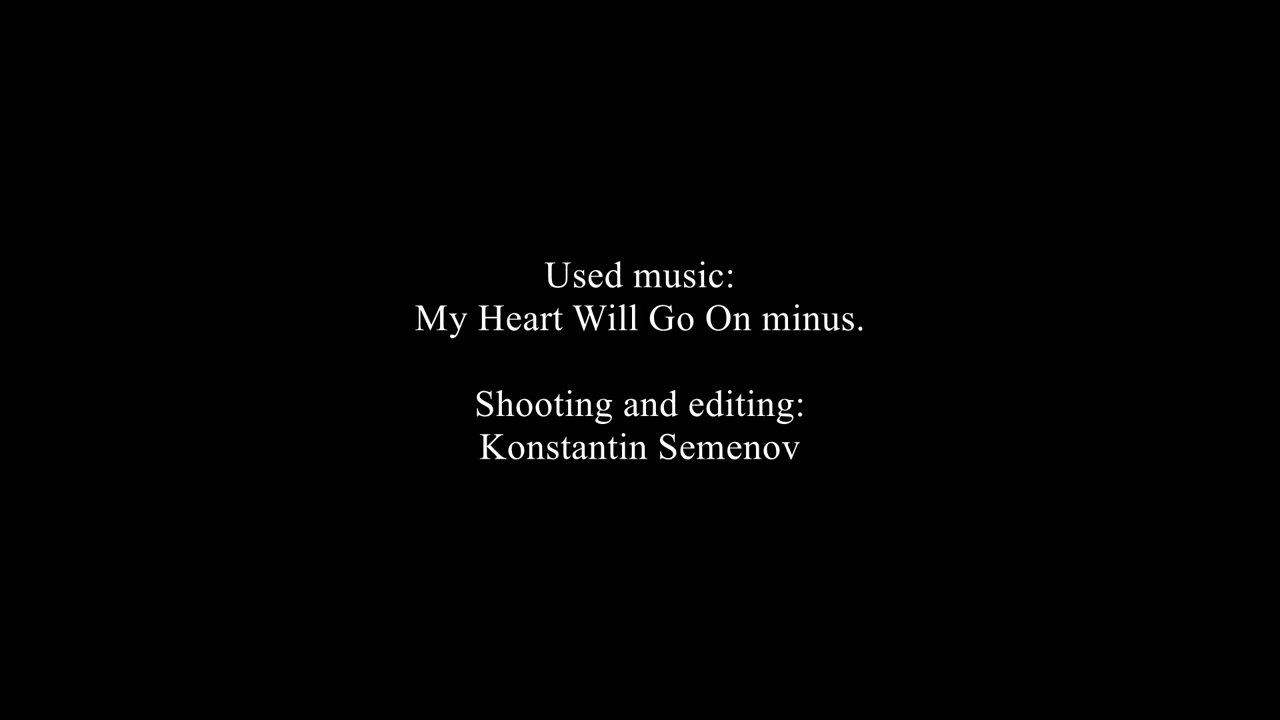 Used music:
My Heart Will Go On minus.
Shooting and editing:
Konstantin Semenov